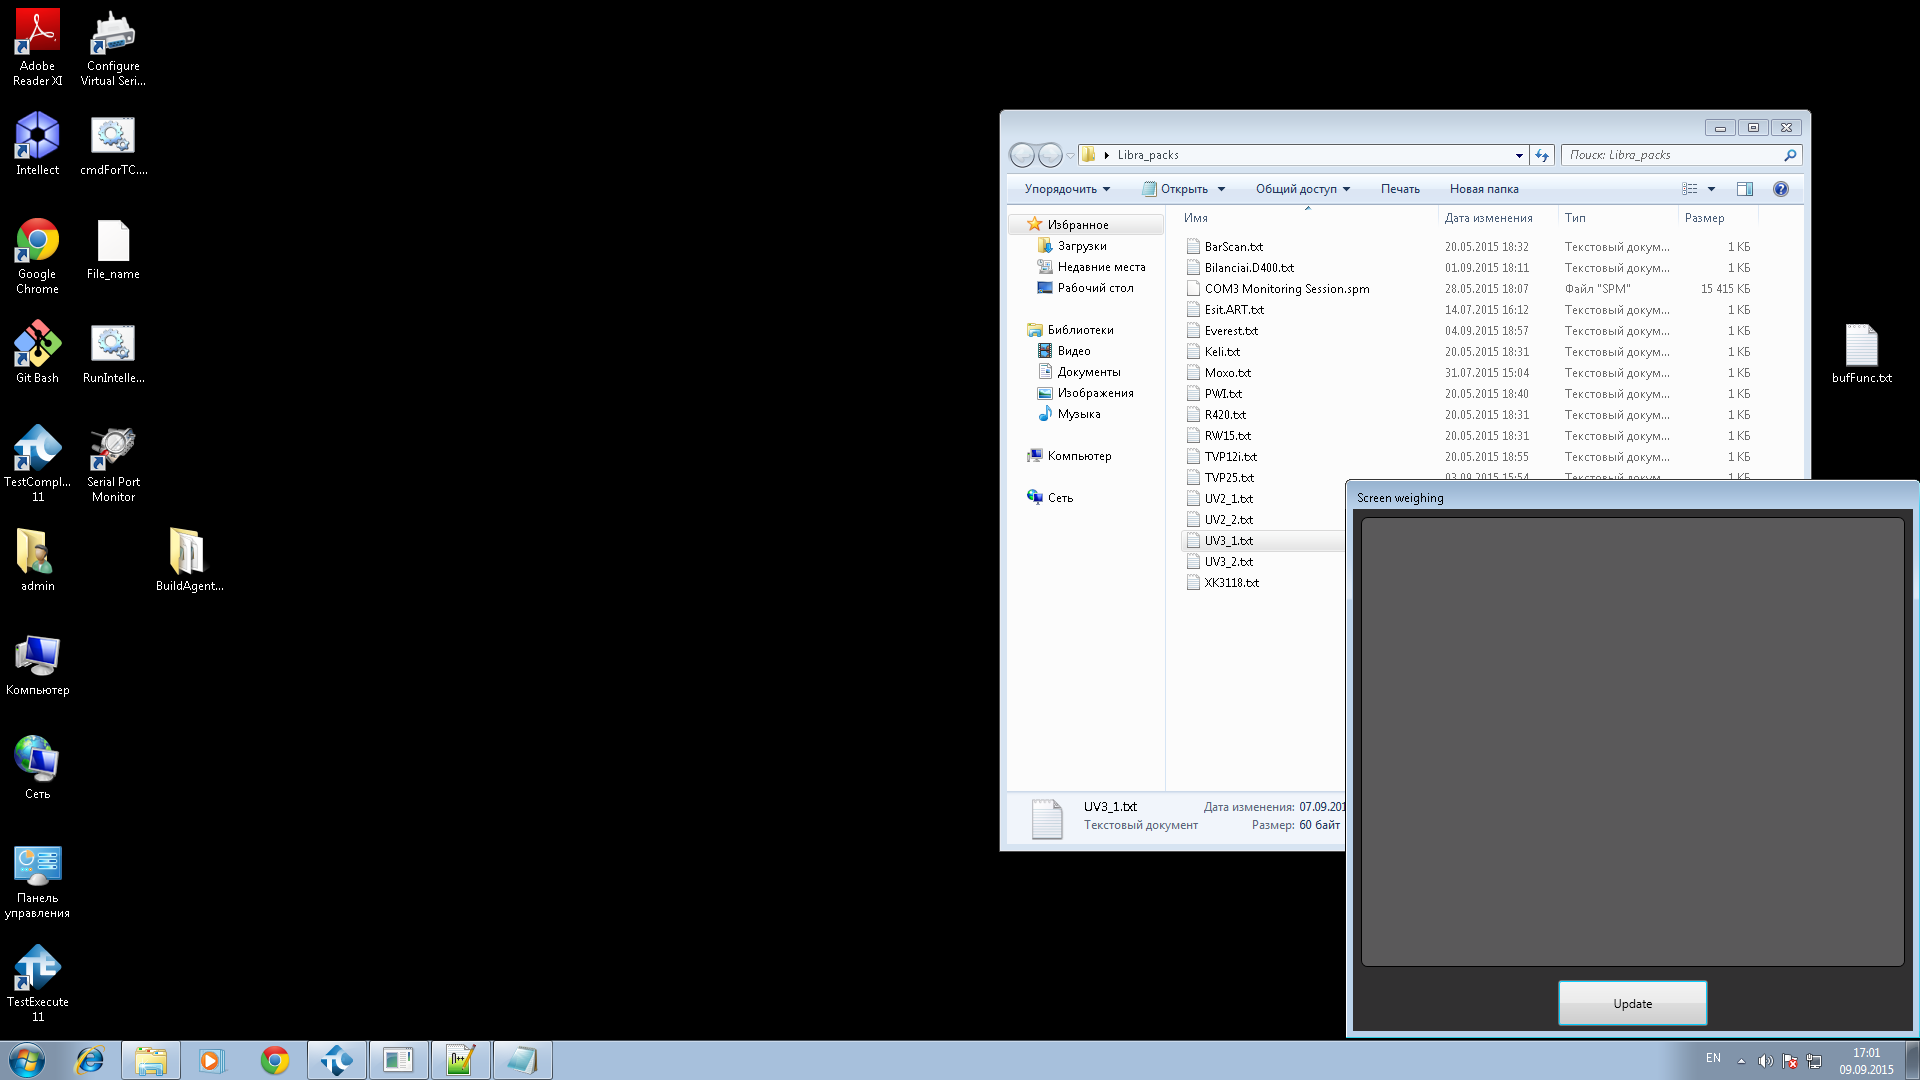 Adobe
Reader XI
Configure
Virtual Seri...
Intellect
cmdForTC....
Google
Chrome
File_name
Git Bash
RunIntelle...
TestCompl...
11
Serial Port
Monitor
admin
BuildAgent...
Компьютер
Сеть
Панель
управления
TestExecute
11
bufFunc.txt
Libra_packs
Поиск: Libra_packs
Упорядочить
Открыть
Общий доступ
Печать
Новая папка
Избранное
Загрузки
Недавние места
Рабочий стол
Библиотеки
Видео
Документы
Изображения
Музыка
Компьютер
Сеть
Имя Дата изменения Тип Размер
BarScan.txt 20.05.2015 18:32 Текстовый докум... 1 КБ
Bilanciai.D400.txt 01.09.2015 18:11 Текстовый докум... 1 КБ
COM3 Monitoring Session.spm 28.05.2015 18:07 Файл "SPM" 15 415 КБ
Esit.ART.txt 14.07.2015 16:12 Текстовый докум... 1 КБ
Everest.txt 04.09.2015 18:57 Текстовый докум... 1 КБ
Keli.txt 20.05.2015 18:31 Текстовый докум... 1 КБ
Moxo.txt 31.07.2015 15:04 Текстовый докум... 1 КБ
PWI.txt 20.05.2015 18:40 Текстовый докум... 1 КБ
R420.txt 20.05.2015 18:31 Текстовый докум... 1 КБ
RW15.txt 20.05.2015 18:31 Текстовый докум... 1 КБ
TVP12i.txt 20.05.2015 18:55 Текстовый докум... 1 КБ
TVP25.txt 03.09.2015 15:54 Текстовый докум... 1 КБ
UV2_1.txt
UV2_2.txt
UV3_1.txt
UV3_2.txt
XK3118.txt
UV3_1.txt Дата изменения: 07.09.201
Текстовый документ Размер: 60 байт
Screen weighing
Update
EN
17:01
09.09.2015